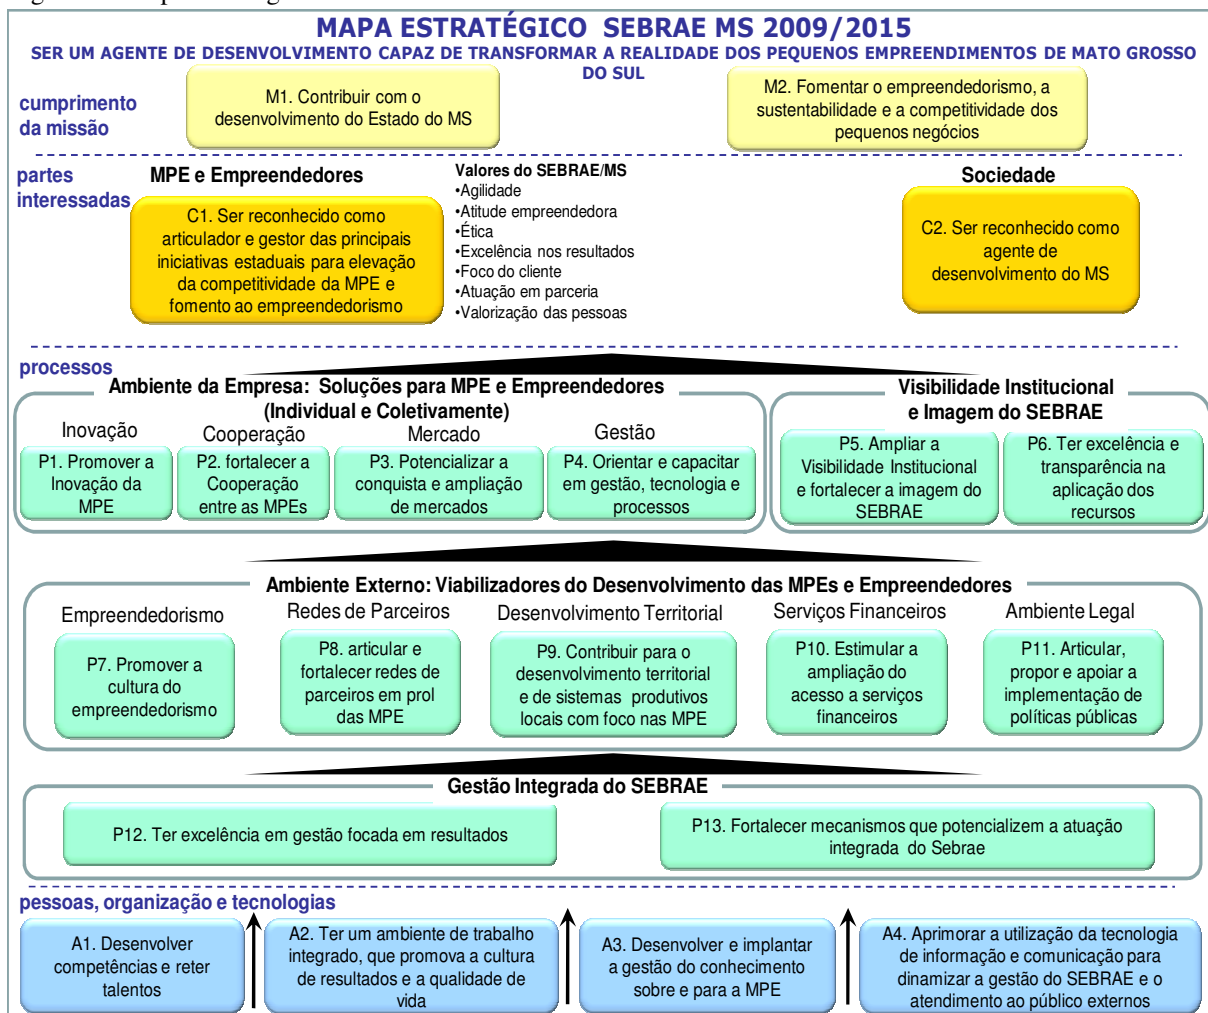 MAPA ESTRATÉGICO SEBRAE MS 2009/2015
SER UM AGENTE DE DESENVOLVIMENTO CAPAZ DE TRANSFORMAR A REALIDADE DOS PEQUENOS EMPREENDIMENTOS DE MATO GROSSO
DO SUL
cumprimento
da missão
M1. Contribuir com o
desenvolvimento do Estado do MS
M2. Fomentar o empreendedorismo, a
sustentabilidade e a competitividade dos
pequenos negócios
partes
interessadas
MPE e Empreendedores
C1. Ser reconhecido como
articulador e gestor das principais
iniciativas estaduais para elevação
da competitividade da MPE e
fomento ao empreendedorismo
Valores do SEBRAE/MS
•Agilidade
•Atitude empreendedora
•Ética
•Excelência nos resultados
•Foco do cliente
•Atuação em parceria
•Valorização das pessoas
Sociedade
C2. Ser reconhecido como
agente de
desenvolvimento do MS
processos
Ambiente da Empresa: Soluções para MPE e Empreendedores
(Individual e Coletivamente)
Inovação
P1. Promover a
Inovação da
MPE
Cooperação
P2. fortalecer a
Cooperação
entre as MPEs
Mercado
P3. Potencializar a
conquista e ampliação
de mercados
Gestão
P4. Orientar e capacitar
em gestão, tecnologia e
processos
Visibilidade Institucional
e Imagem do SEBRAE
P5. Ampliar a
Visibilidade Institucional
e fortalecer a imagem do
SEBRAE
P6. Ter excelência e
transparência na
aplicação dos
recursos
Ambiente Externo: Viabilizadores do Desenvolvimento das MPEs e Empreendedores
Empreendedorismo
P7. Promover a
cultura do
empreendedorismo
Redes de Parceiros
P8. articular e
fortalecer redes de
parceiros em prol
das MPE
Desenvolvimento Territorial
P9. Contribuir para o
desenvolvimento territorial
e de sistemas produtivos
locais com foco nas MPE
Serviços Financeiros
P10. Estimular a
ampliação do
acesso a serviços
financeiros
Ambiente Legal
P11. Articular,
propor e apoiar a
implementação de
políticas públicas
Gestão Integrada do SEBRAE
P12. Ter excelência em gestão focada em resultados
P13. Fortalecer mecanismos que potencializem a atuação
integrada do Sebrae
pessoas, organização e tecnologias
A1. Desenvolver
competências e reter
talentos
A2. Ter um ambiente de trabalho
integrado, que promova a cultura
de resultados e a qualidade de
vida
A3. Desenvolver e implantar
a gestão do conhecimento
sobre e para a MPE
A4. Aprimorar a utilização da tecnologia
de informação e comunicação para
dinamizar a gestão do SEBRAE e o
atendimento ao público externos